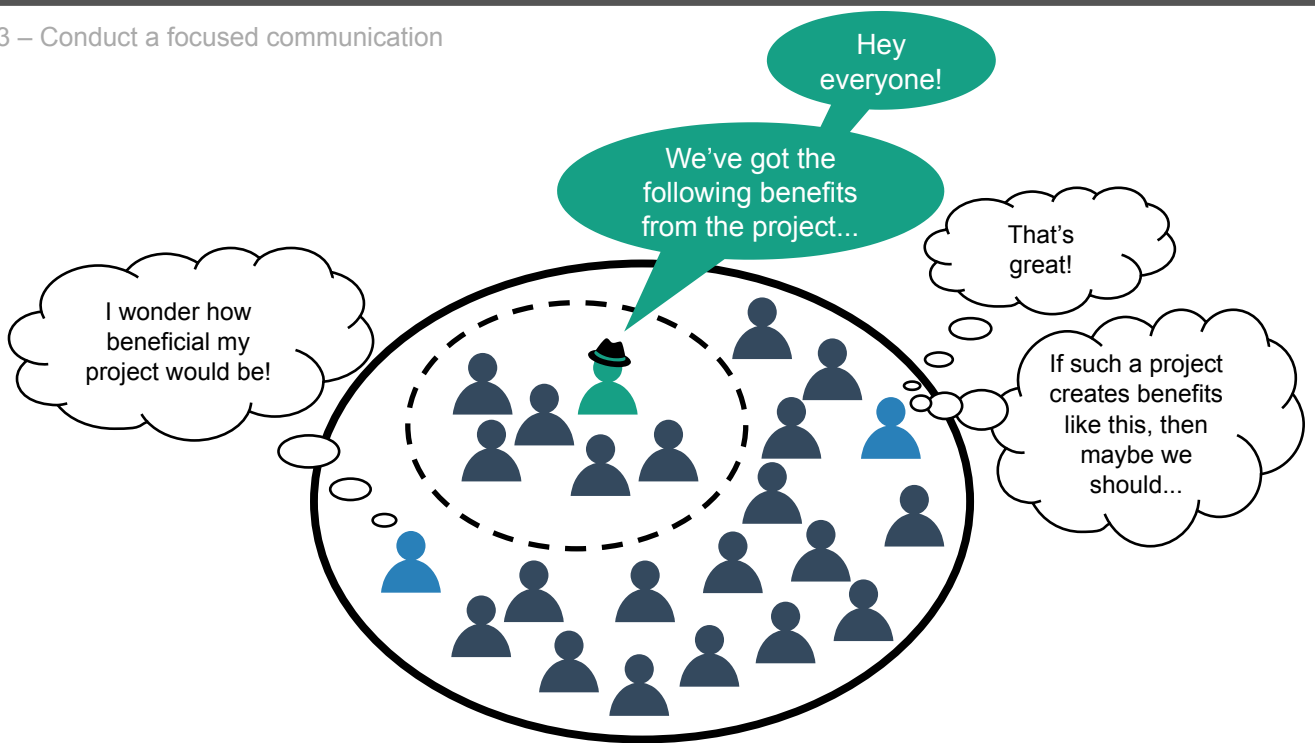 3 – Conduct a focused communication
Hey
everyone!
We’ve got the
following benefits
from the project...
That’s
great!
I wonder how
beneficial my
project would be!
If such a project
creates benefits
like this, then
maybe we
should...